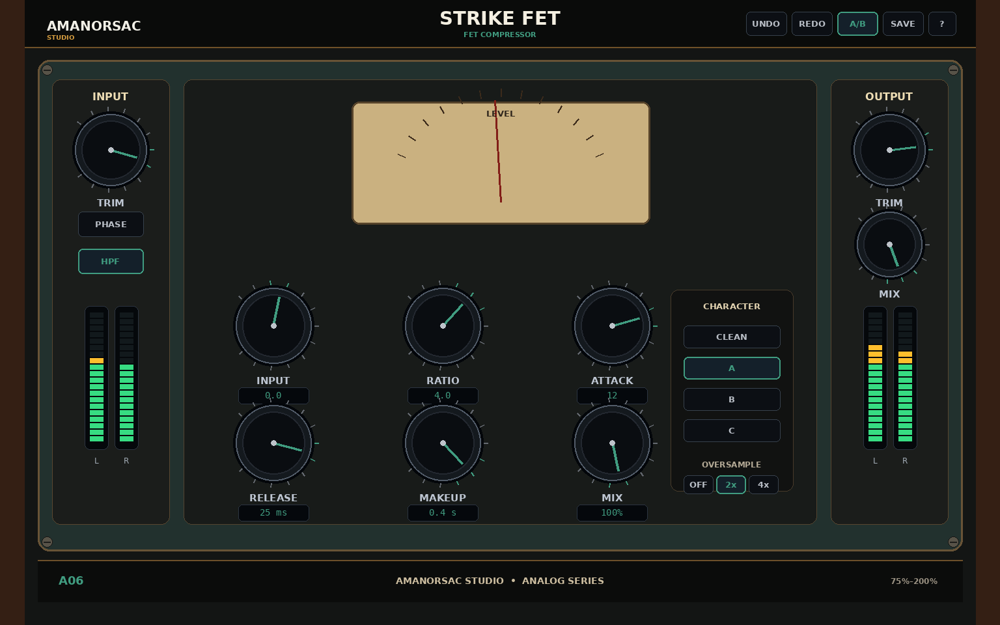 AMANORSAC
STUDIO
STRIKE FET
FET COMPRESSOR
UNDO
REDO
A/B
SAVE
?
INPUT
TRIM
PHASE
HPF
L
R
LEVEL
INPUT
0.0
RATIO
4.0
ATTACK
12
RELEASE
25 ms
MAKEUP
0.4 s
MIX
100%
CHARACTER
CLEAN
A
B
C
OVERSAMPLE
OFF
2x
4x
OUTPUT
TRIM
MIX
L
R
A06
AMANORSAC STUDIO • ANALOG SERIES
75%–200%